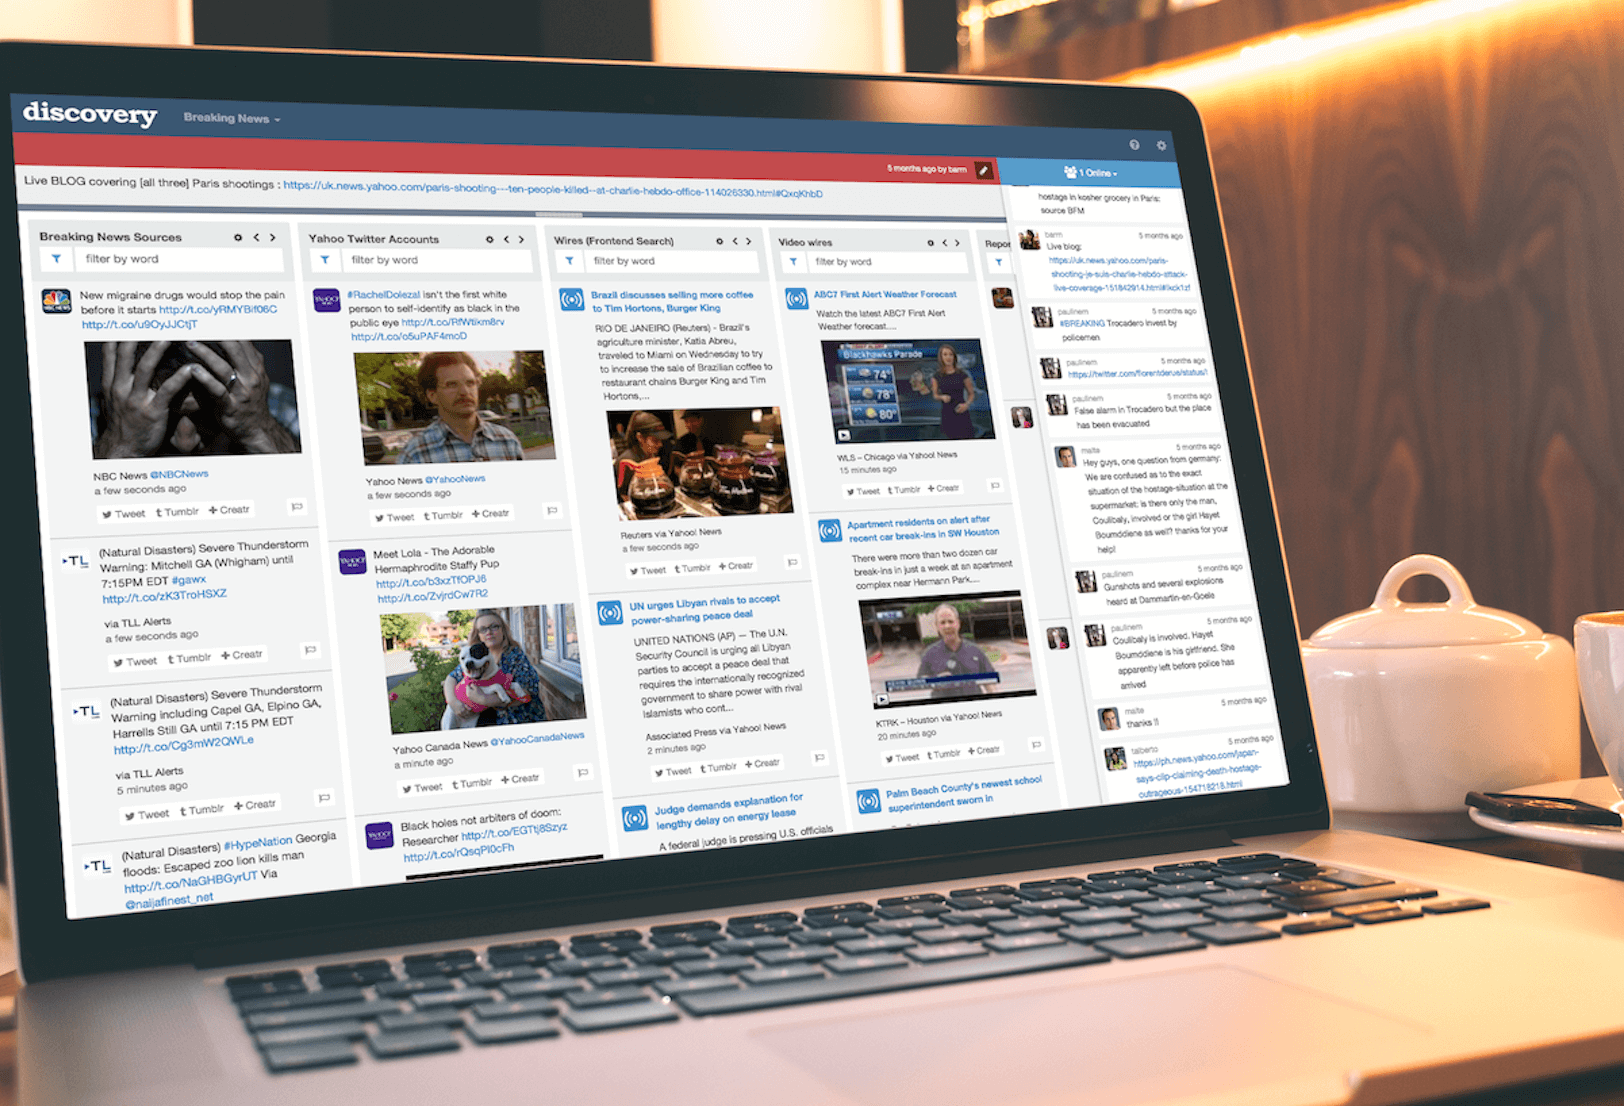 discovery
Breaking News
5 months ago by barm
1 Online
Live BLOG covering [all three] Paris shootings : https://uk.news.yahoo.com/paris-shooting---ten-people-killed--at-charlie-hebdo-office-114026330.html#QxqKhbD
Breaking News Sources
filter by word
New migraine drugs would stop the pain
before it starts http://t.co/yRMYBif06C
http://t.co/u9OyJJCtjT
NBC News @NBCNews
a few seconds ago
Tweet Tumblr Creatr
TL
(Natural Disasters) Severe Thunderstorm
Warning: Mitchell GA (Whigham) until
7:15PM EDT #gawx
http://t.co/zK3TroHSXZ
via TLL Alerts
a few seconds ago
Tweet Tumblr Creatr
TL
(Natural Disasters) Severe Thunderstorm
Warning including Capel GA, Elpino GA,
Harrells Still GA until 7:15 PM EDT
http://t.co/Cg3mW2QWLe
via TLL Alerts
5 minutes ago
Tweet Tumblr Creatr
TL
(Natural Disasters) #HypeNation Georgia
floods: Escaped zoo lion kills man
http://t.co/NaGHBGyrUT Via
@naijafinest_net
Yahoo Twitter Accounts
filter by word
#RachelDolezal isn't the first white
person to self-identify as black in the
public eye http://t.co/RfWtikm8rv
http://t.co/o5uPAF4moD
Yahoo News @YahooNews
a few seconds ago
Tweet Tumblr Creatr
Meet Lola - The Adorable
Hermaphrodite Staffy Pup
http://t.co/b3xzTfOPJ6
http://t.co/ZvjrdCw7R2
Yahoo Canada News @YahooCanadaNews
a minute ago
Tweet Tumblr Creatr
Black holes not arbiters of doom:
Researcher http://t.co/EGTtj8Szyz
http://t.co/rQsqPI0cFh
Wires (Frontend Search)
filter by word
Brazil discusses selling more coffee
to Tim Hortons, Burger King
RIO DE JANEIRO (Reuters) - Brazil's
agriculture minister, Katia Abreu,
traveled to Miami on Wednesday to try
to increase the sale of Brazilian coffee to
restaurant chains Burger King and Tim
Hortons,...
Reuters via Yahoo! News
a few seconds ago
Tweet Tumblr Creatr
UN urges Libyan rivals to accept
power-sharing peace deal
UNITED NATIONS (AP) — The U.N.
Security Council is urging all Libyan
parties to accept a peace deal that
requires the internationally recognized
government to share power with rival
Islamists who cont...
Associated Press via Yahoo! News
2 minutes ago
Tweet Tumblr Creatr
Judge demands explanation for
lengthy delay on energy lease
A federal judge is pressing U.S. officials
Video wires
filter by word
ABC7 First Alert Weather Forecast
Watch the latest ABC7 First Alert
Weather forecast....
Blackhawks Parade
74°
78°
80°
WLS – Chicago via Yahoo! News
15 minutes ago
Tweet Tumblr Creatr
Apartment residents on alert after
recent car break-ins in SW Houston
There were more than two dozen car
break-ins in just a week at an apartment
complex near Hermann Park....
KTRK – Houston via Yahoo! News
20 minutes ago
Tweet Tumblr Creatr
Palm Beach County's newest school
superintendent sworn in
Repor
hostage in kosher grocery in Paris:
source BFM
barm 5 months ago
Live blog:
https://uk.news.yahoo.com/paris-
shooting-je-suis-charlie-hebdo-attack-
live-coverage-151842914.html#ikck1zf
paulinem 5 months ago
#BREAKING Trocadero invest by
policemen
paulinem 5 months ago
https://twitter.com/florentderus/status/
paulinem 5 months ago
False alarm in Trocadero but the place
has been evacuated
malte 5 months ago
Hey guys, one question from germany:
We are confused as to the exact
situation of the hostage-situation at the
supermarket: is there only the man,
Coulibaly, involved or the girl Hayet
Boumddiene as well? thanks for your
help!
paulinem 5 months ago
Gunshots and several explosions
heard at Dammartin-en-Goele
paulinem 5 months ago
Coulibaly is involved. Hayet
Boumddiene is his girlfriend. She
apparently left before police has
arrived
malte 5 months ago
thanks !!
talberto 5 months ago
https://ph.news.yahoo.com/japan-
says-clip-claiming-death-hostage-
outrageous-154718218.html